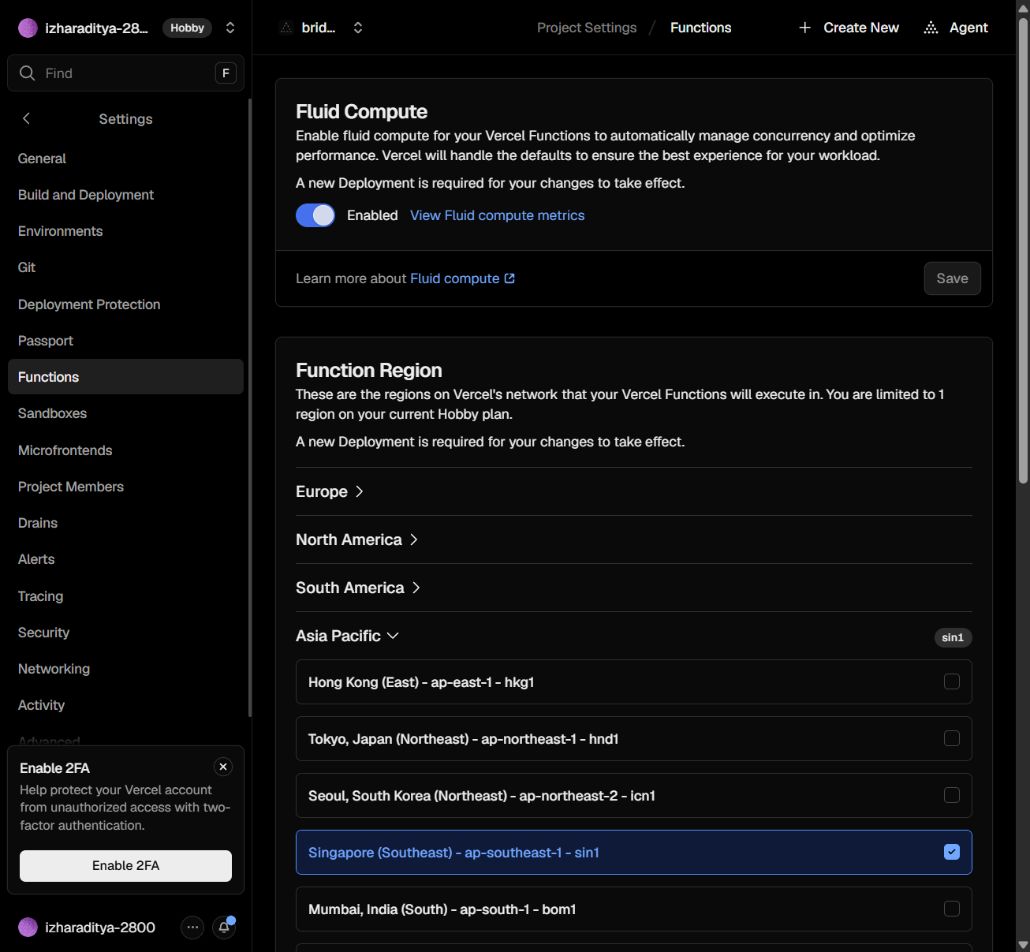 izharaditya-28...
Hobby
Find
F
Settings
General
Build and Deployment
Environments
Git
Deployment Protection
Passport
Functions
Sandboxes
Microfrontends
Project Members
Drains
Alerts
Tracing
Security
Networking
Activity
Advanced
Enable 2FA
Help protect your Vercel account
from unauthorized access with two-
factor authentication.
Enable 2FA
izharaditya-2800
brid...
Project Settings / Functions
Create New
Agent
Fluid Compute
Enable fluid compute for your Vercel Functions to automatically manage concurrency and optimize
performance. Vercel will handle the defaults to ensure the best experience for your workload.
A new Deployment is required for your changes to take effect.
Enabled View Fluid compute metrics
Learn more about Fluid compute
Save
Function Region
These are the regions on Vercel's network that your Vercel Functions will execute in. You are limited to 1
region on your current Hobby plan.
A new Deployment is required for your changes to take effect.
Europe
North America
South America
Asia Pacific
sin1
Hong Kong (East) - ap-east-1 - hkg1
Tokyo, Japan (Northeast) - ap-northeast-1 - hnd1
Seoul, South Korea (Northeast) - ap-northeast-2 - icn1
Singapore (Southeast) - ap-southeast-1 - sin1
Mumbai, India (South) - ap-south-1 - bom1